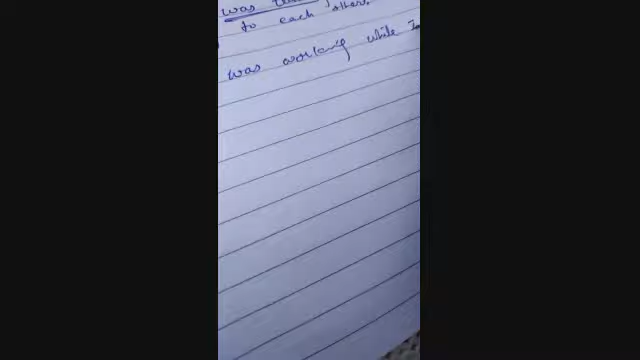 was
to each other.
was working while